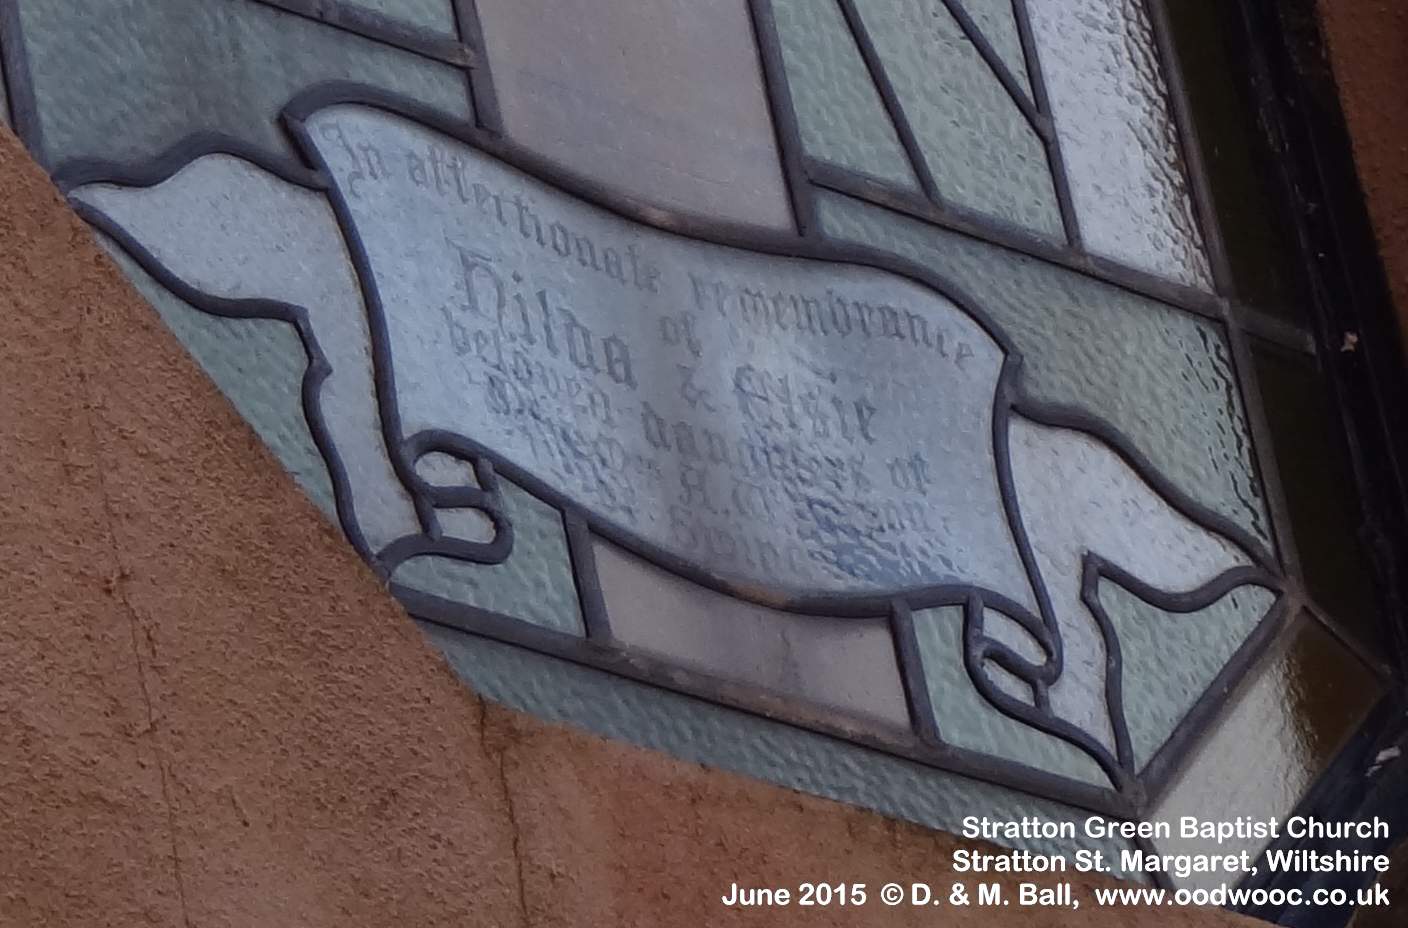 In affectionate remembrance
of
Hilda & Elsie
beloved daughters of
Stratton Green Baptist Church
Stratton St. Margaret, Wiltshire
June 2015 © D. & M. Ball, www.oodwooc.co.uk